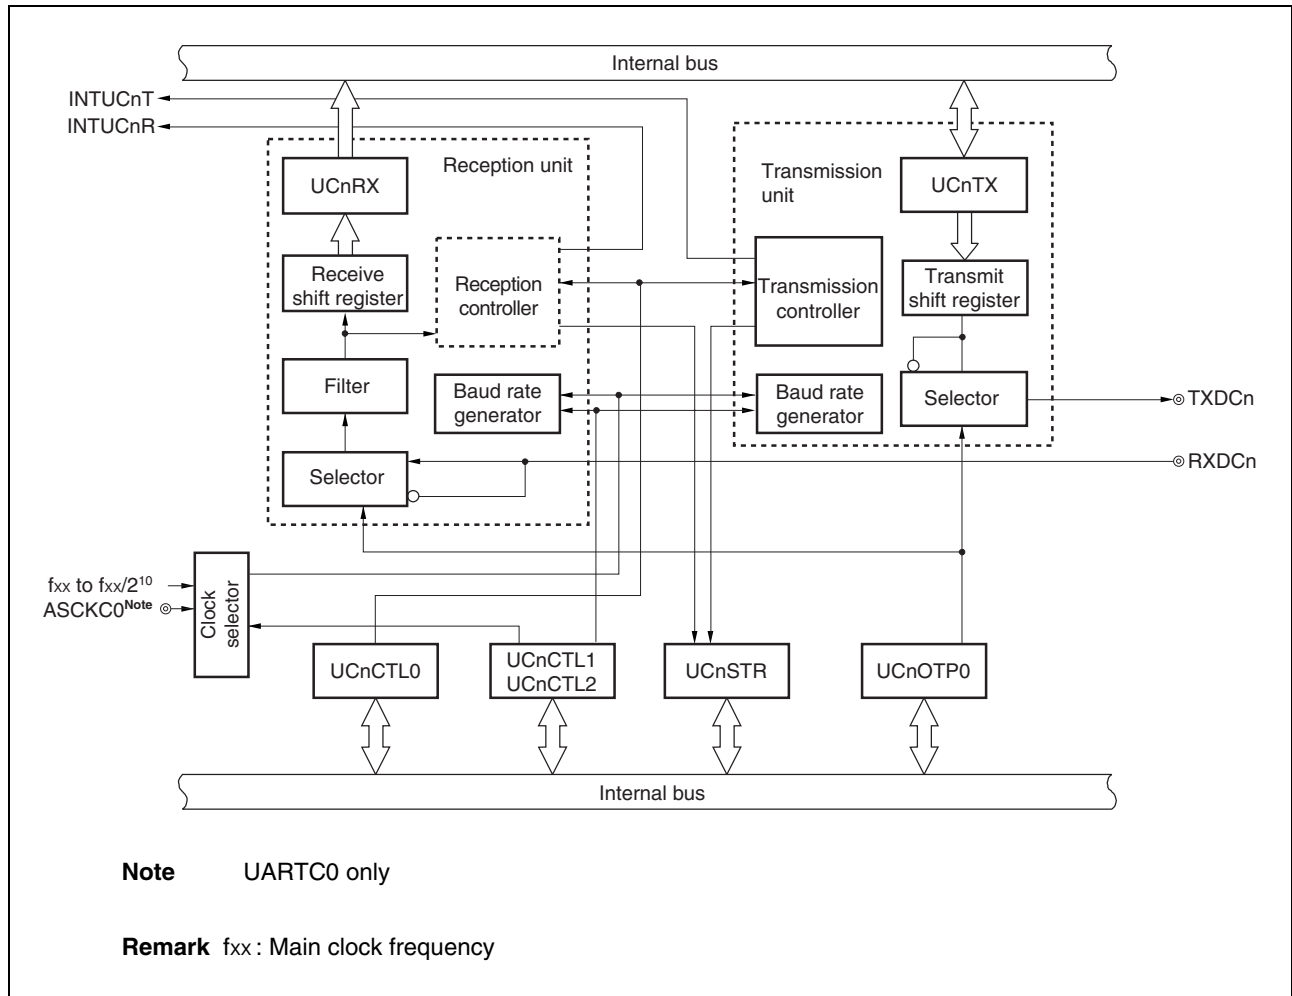 Internal bus
INTUCnT
INTUCnR
Reception unit
UCnRX
Receive
shift register
Reception
controller
Filter
Baud rate
generator
Selector
Transmission
unit
UCnTX
Transmission
controller
Transmit
shift register
Baud rate
generator
Selector
TXDCn
RXDCn
fxx to fxx/2¹⁰
ASCKC0Note
Clock
selector
UCnCTL0
UCnCTL1
UCnCTL2
UCnSTR
UCnOTP0
Internal bus
Note UARTC0 only
Remark fxx : Main clock frequency